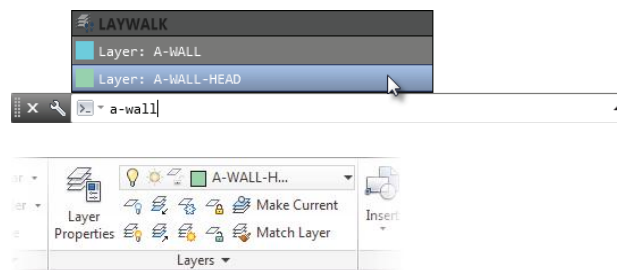 LAYWALK
Layer: A-WALL
Layer: A-WALL-HEAD
a-wall
A-WALL-H...
Make Current
Layer
Properties
Match Layer
Insert
Layers